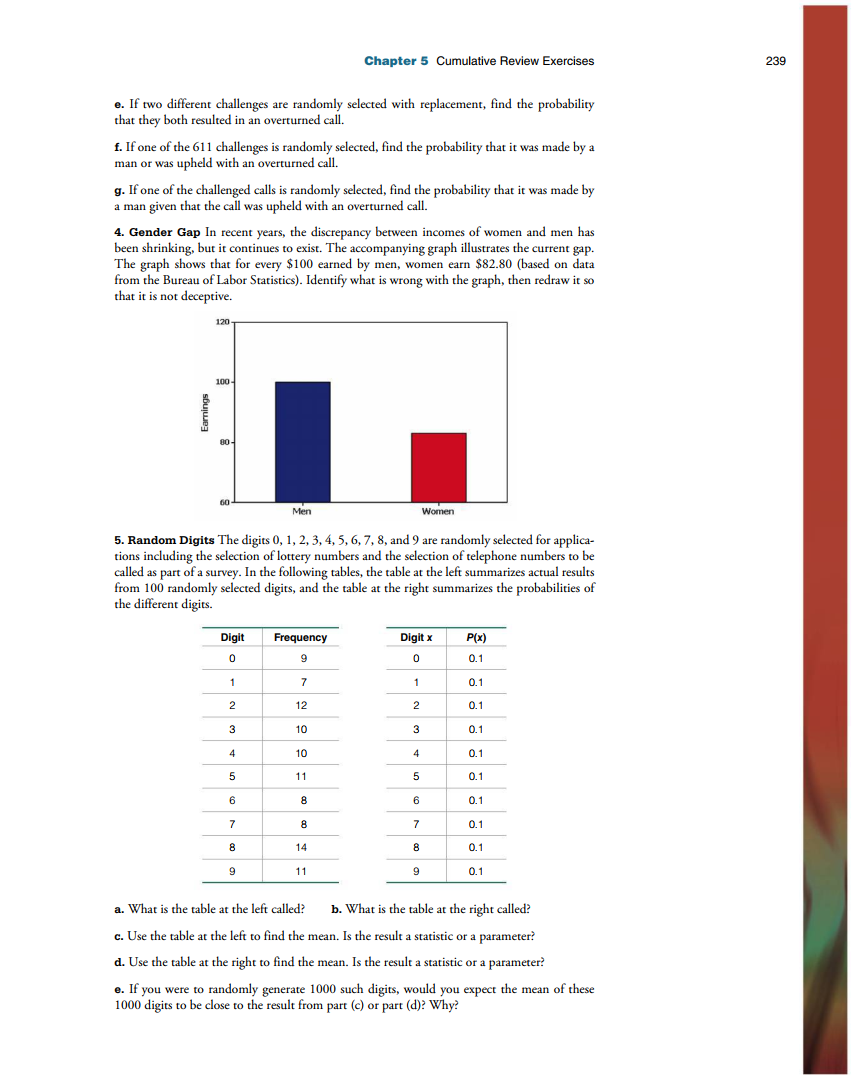 Chapter 5 Cumulative Review Exercises 239
e. If two different challenges are randomly selected with replacement, find the probability
that they both resulted in an overturned call.
f. If one of the 611 challenges is randomly selected, find the probability that it was made by a
man or was upheld with an overturned call.
g. If one of the challenged calls is randomly selected, find the probability that it was made by
a man given that the call was upheld with an overturned call.
4. Gender Gap In recent years, the discrepancy between incomes of women and men has
been shrinking, but it continues to exist. The accompanying graph illustrates the current gap.
The graph shows that for every $100 earned by men, women earn $82.80 (based on data
from the Bureau of Labor Statistics). Identify what is wrong with the graph, then redraw it so
that it is not deceptive.
120
100
Earnings
80
60
Men Women
5. Random Digits The digits 0, 1, 2, 3, 4, 5, 6, 7, 8, and 9 are randomly selected for applica-
tions including the selection of lottery numbers and the selection of telephone numbers to be
called as part of a survey. In the following tables, the table at the left summarizes actual results
from 100 randomly selected digits, and the table at the right summarizes the probabilities of
the different digits.
Digit Frequency Digit x P(x)
0 9 0 0.1
1 7 1 0.1
2 12 2 0.1
3 10 3 0.1
4 10 4 0.1
5 11 5 0.1
6 8 6 0.1
7 8 7 0.1
8 14 8 0.1
9 11 9 0.1
a. What is the table at the left called? b. What is the table at the right called?
c. Use the table at the left to find the mean. Is the result a statistic or a parameter?
d. Use the table at the right to find the mean. Is the result a statistic or a parameter?
e. If you were to randomly generate 1000 such digits, would you expect the mean of these
1000 digits to be close to the result from part (c) or part (d)? Why?